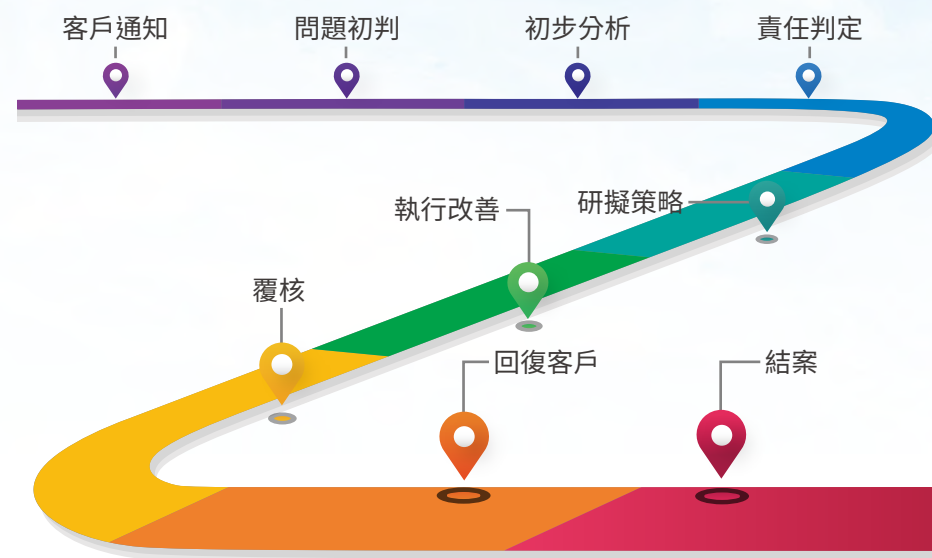 客戶通知
問題初判
初步分析
責任判定
研擬策略
執行改善
覆核
回復客戶
結案